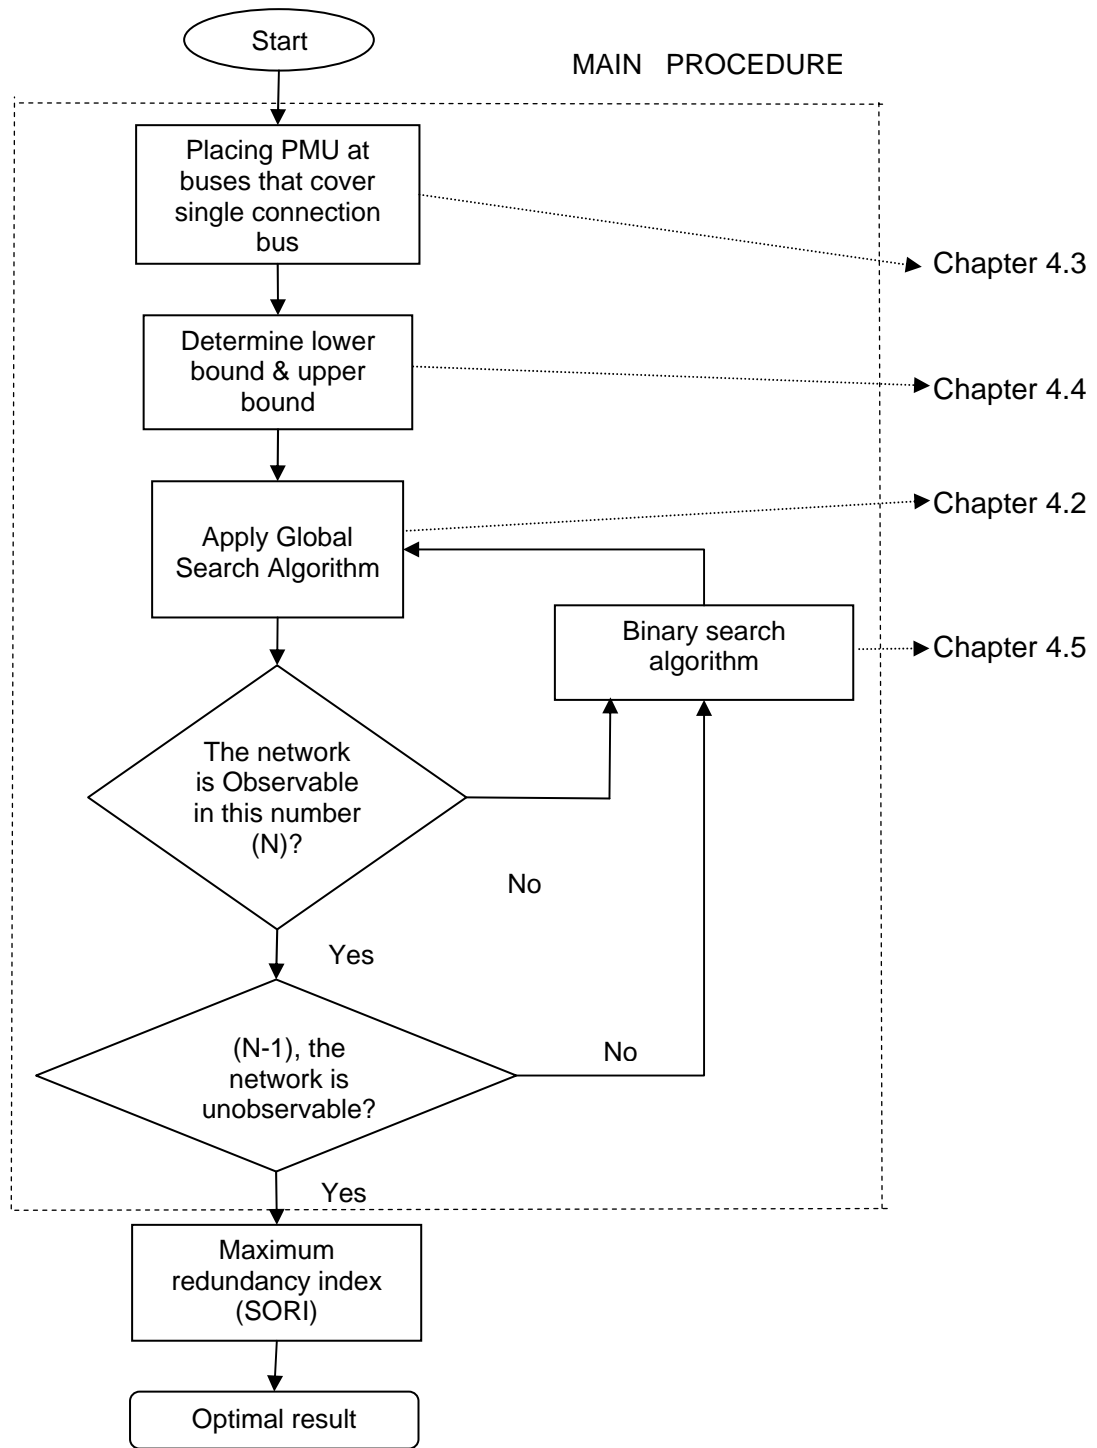 Start
MAIN PROCEDURE
Placing PMU at
buses that cover
single connection
bus
Chapter 4.3
Determine lower
bound & upper
bound
Chapter 4.4
Apply Global
Search Algorithm
Chapter 4.2
Binary search
algorithm
Chapter 4.5
The network
is Observable
in this number
(N)?
No
Yes
(N-1), the
network is
unobservable?
No
Yes
Maximum
redundancy index
(SORI)
Optimal result